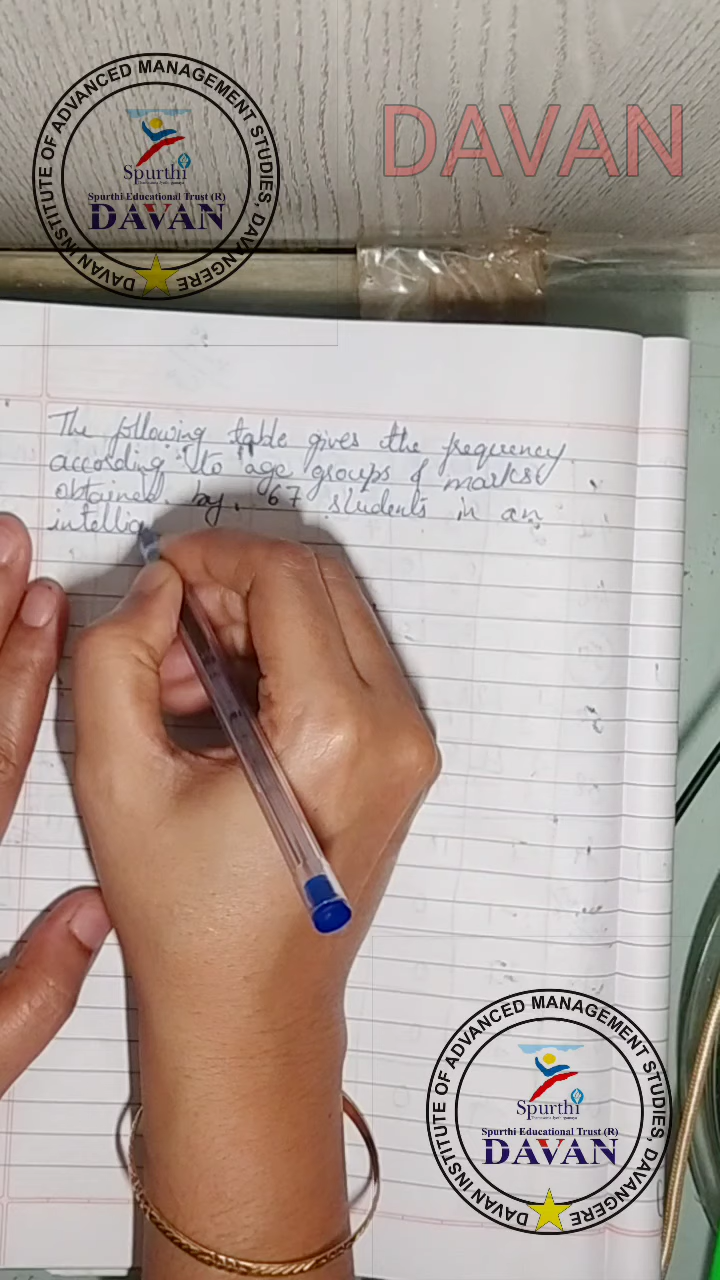 DAVAN INSTITUTE OF ADVANCED MANAGEMENT STUDIES, DAVANGERE
Spurthi
Spurthi Educational Trust (R)
DAVAN
DAVAN
The following table gives the frequency
according to age groups of marks
obtained by 67 students in an
intellig
DAVAN INSTITUTE OF ADVANCED MANAGEMENT STUDIES, DAVANGERE
Spurthi
Spurthi Educational Trust (R)
DAVAN